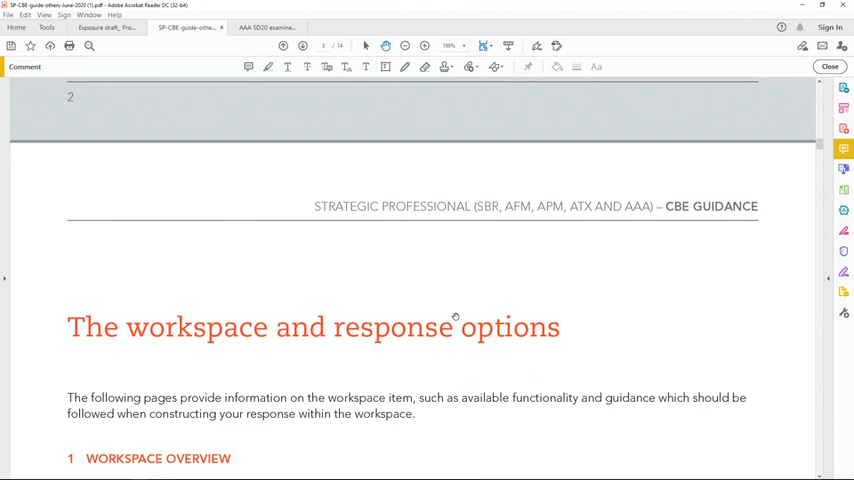 SP-CBE-guide-others-June-2020 (1).pdf - Adobe Acrobat Reader DC (32-bit)
File Edit View Sign Window Help
Home Tools Exposure draft_ Pro... SP-CBE-guide-othe... × AAA SD20 examine... Sign In
3 / 14 199%
Comment Close
2
STRATEGIC PROFESSIONAL (SBR, AFM, APM, ATX AND AAA) – CBE GUIDANCE
The workspace and response options
The following pages provide information on the workspace item, such as available functionality and guidance which should be
followed when constructing your response within the workspace.
1 WORKSPACE OVERVIEW